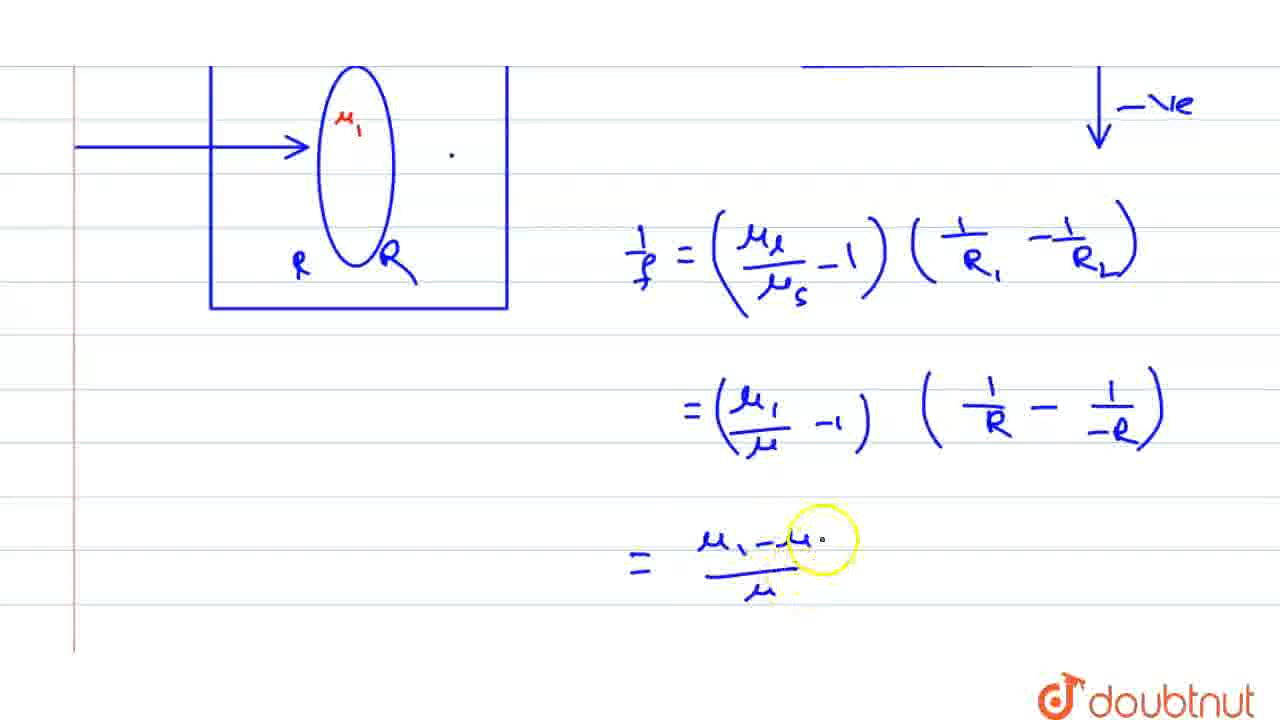 μ₁
-ve
R R
1/f = (μₗ/μₛ - 1) (1/R₁ - 1/R₂)
= (μ₁/μ - 1) (1/R - 1/-R)
= μ₁ - μ/μ
doubtnut